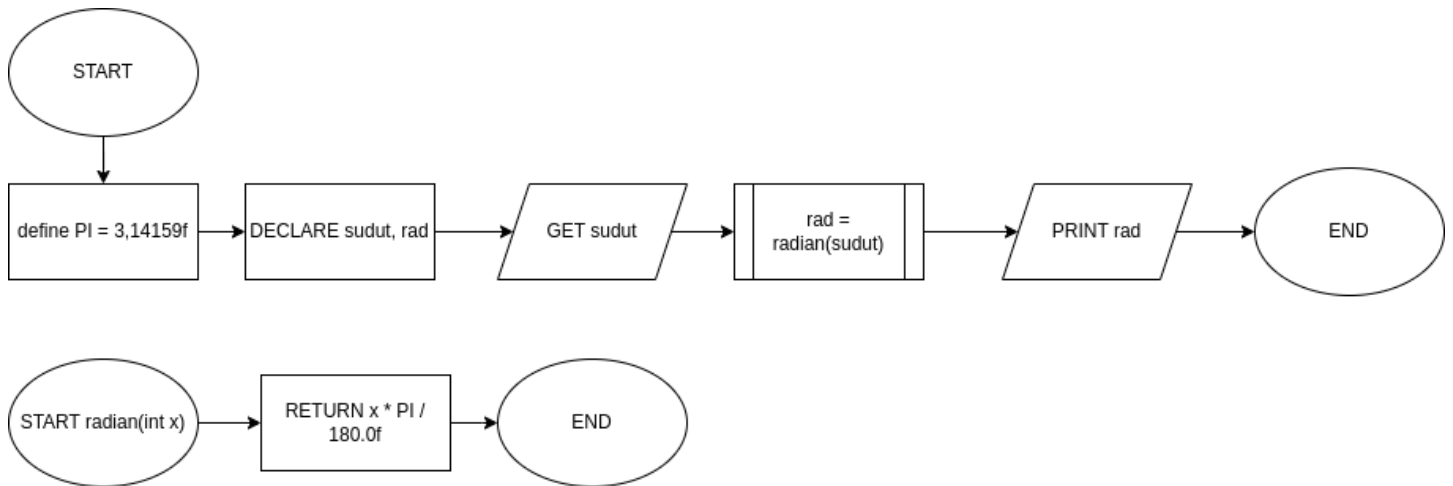 START
define PI = 3,14159f
DECLARE sudut, rad
GET sudut
rad =
radian(sudut)
PRINT rad
END
START radian(int x)
RETURN x * PI /
180.0f
END